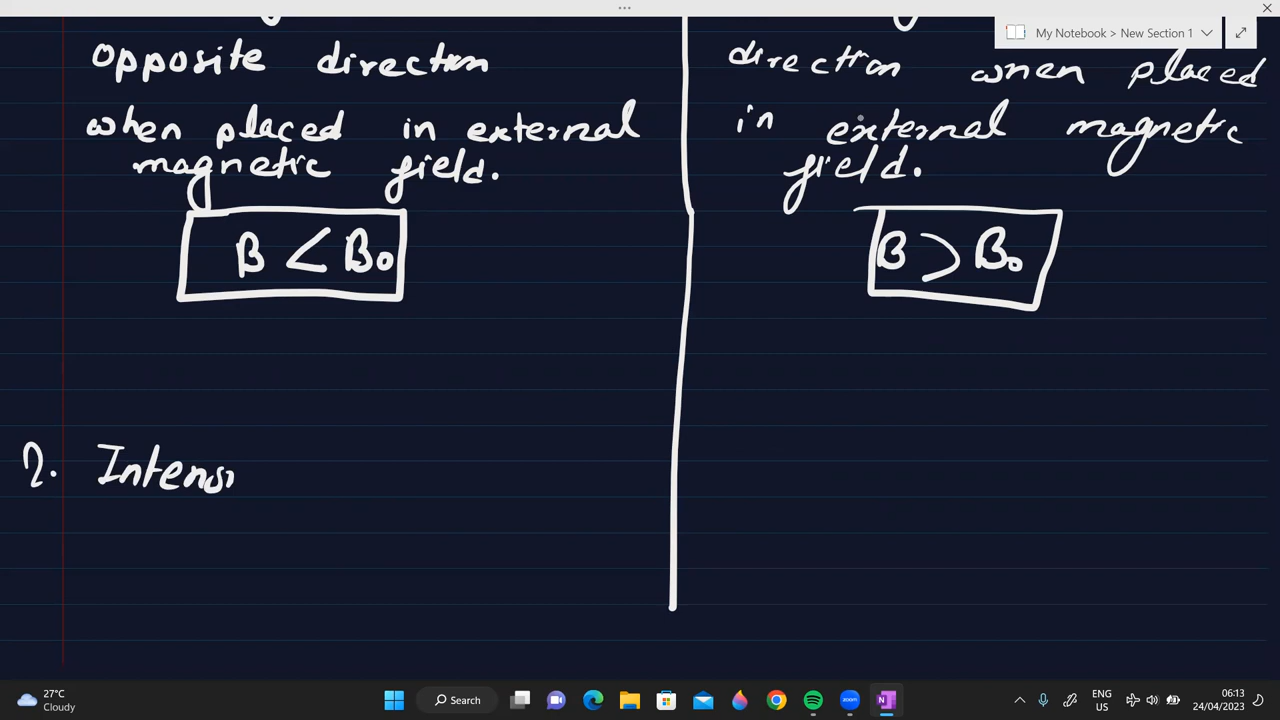 My Notebook > New Section 1
opposite direction
when placed in external
magnetic field.
B < B0
direction when placed
in external magnetic
field.
B > B0
2. Intensi
27°C
Cloudy
Search
ENG
US
06:13
24/04/2023